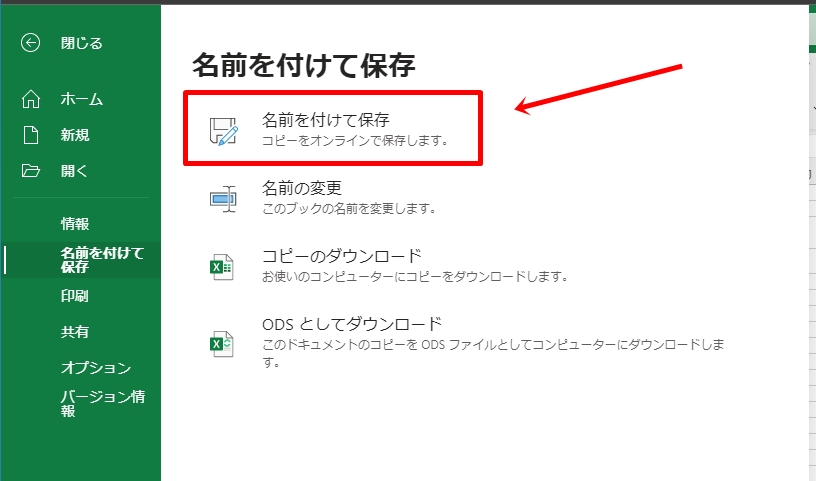 閉じる
ホーム
新規
開く
情報
名前を付けて
保存
印刷
共有
オプション
バージョン情
報
名前を付けて保存
名前を付けて保存
コピーをオンラインで保存します。
名前の変更
このブックの名前を変更します。
コピーのダウンロード
お使いのコンピューターにコピーをダウンロードします。
ODS としてダウンロード
このドキュメントのコピーを ODS ファイルとしてコンピューターにダウンロードしま
す。